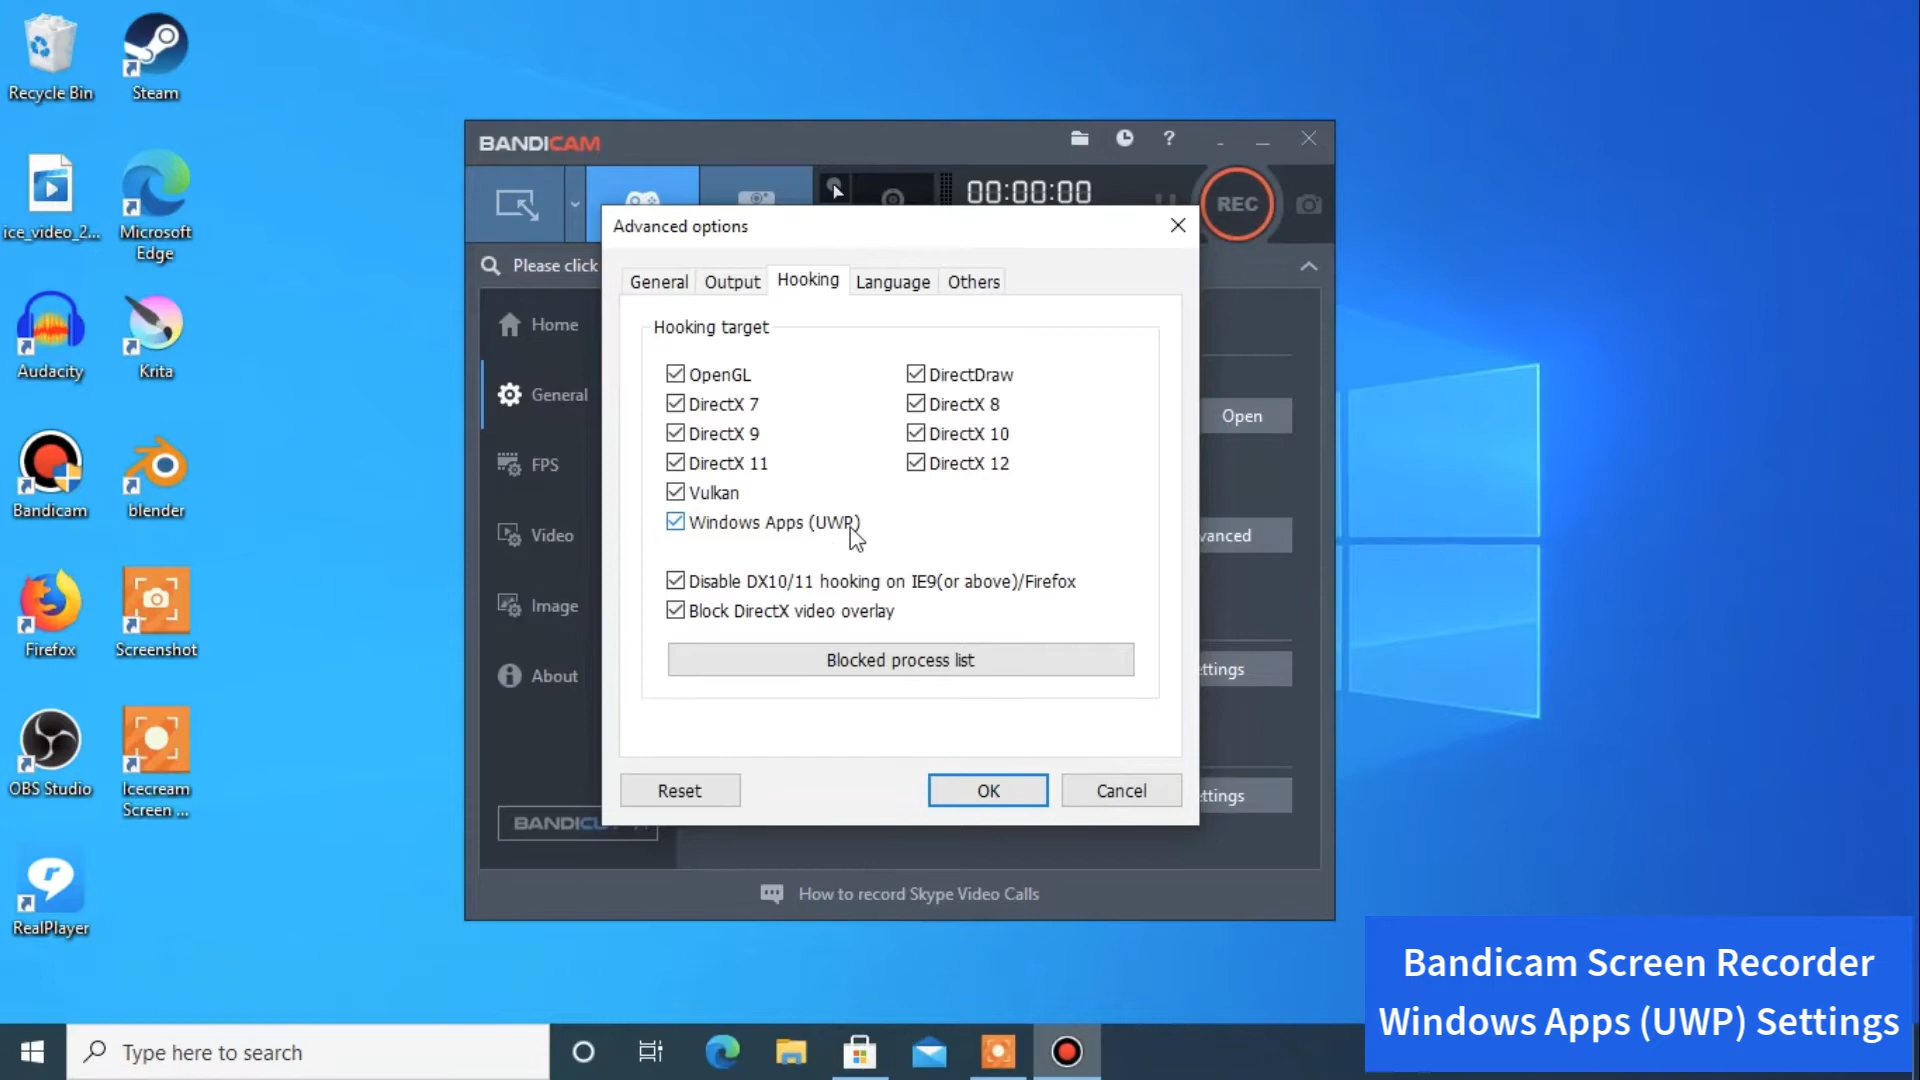 Recycle Bin
Steam
ice_video_2...
Microsoft
Edge
Audacity
Krita
Bandicam
blender
Firefox
Screenshot
OBS Studio
Icecream
Screen ...
RealPlayer
BANDICAM
?
00:00:00
REC
Please click
Home
General
FPS
Video
Image
About
Open
vanced
ttings
ttings
How to record Skype Video Calls
Advanced options
General
Output
Hooking
Language
Others
Hooking target
OpenGL
DirectDraw
DirectX 7
DirectX 8
DirectX 9
DirectX 10
DirectX 11
DirectX 12
Vulkan
Windows Apps (UWP)
Disable DX10/11 hooking on IE9(or above)/Firefox
Block DirectX video overlay
Blocked process list
Reset
OK
Cancel
Bandicam Screen Recorder
Windows Apps (UWP) Settings
Type here to search